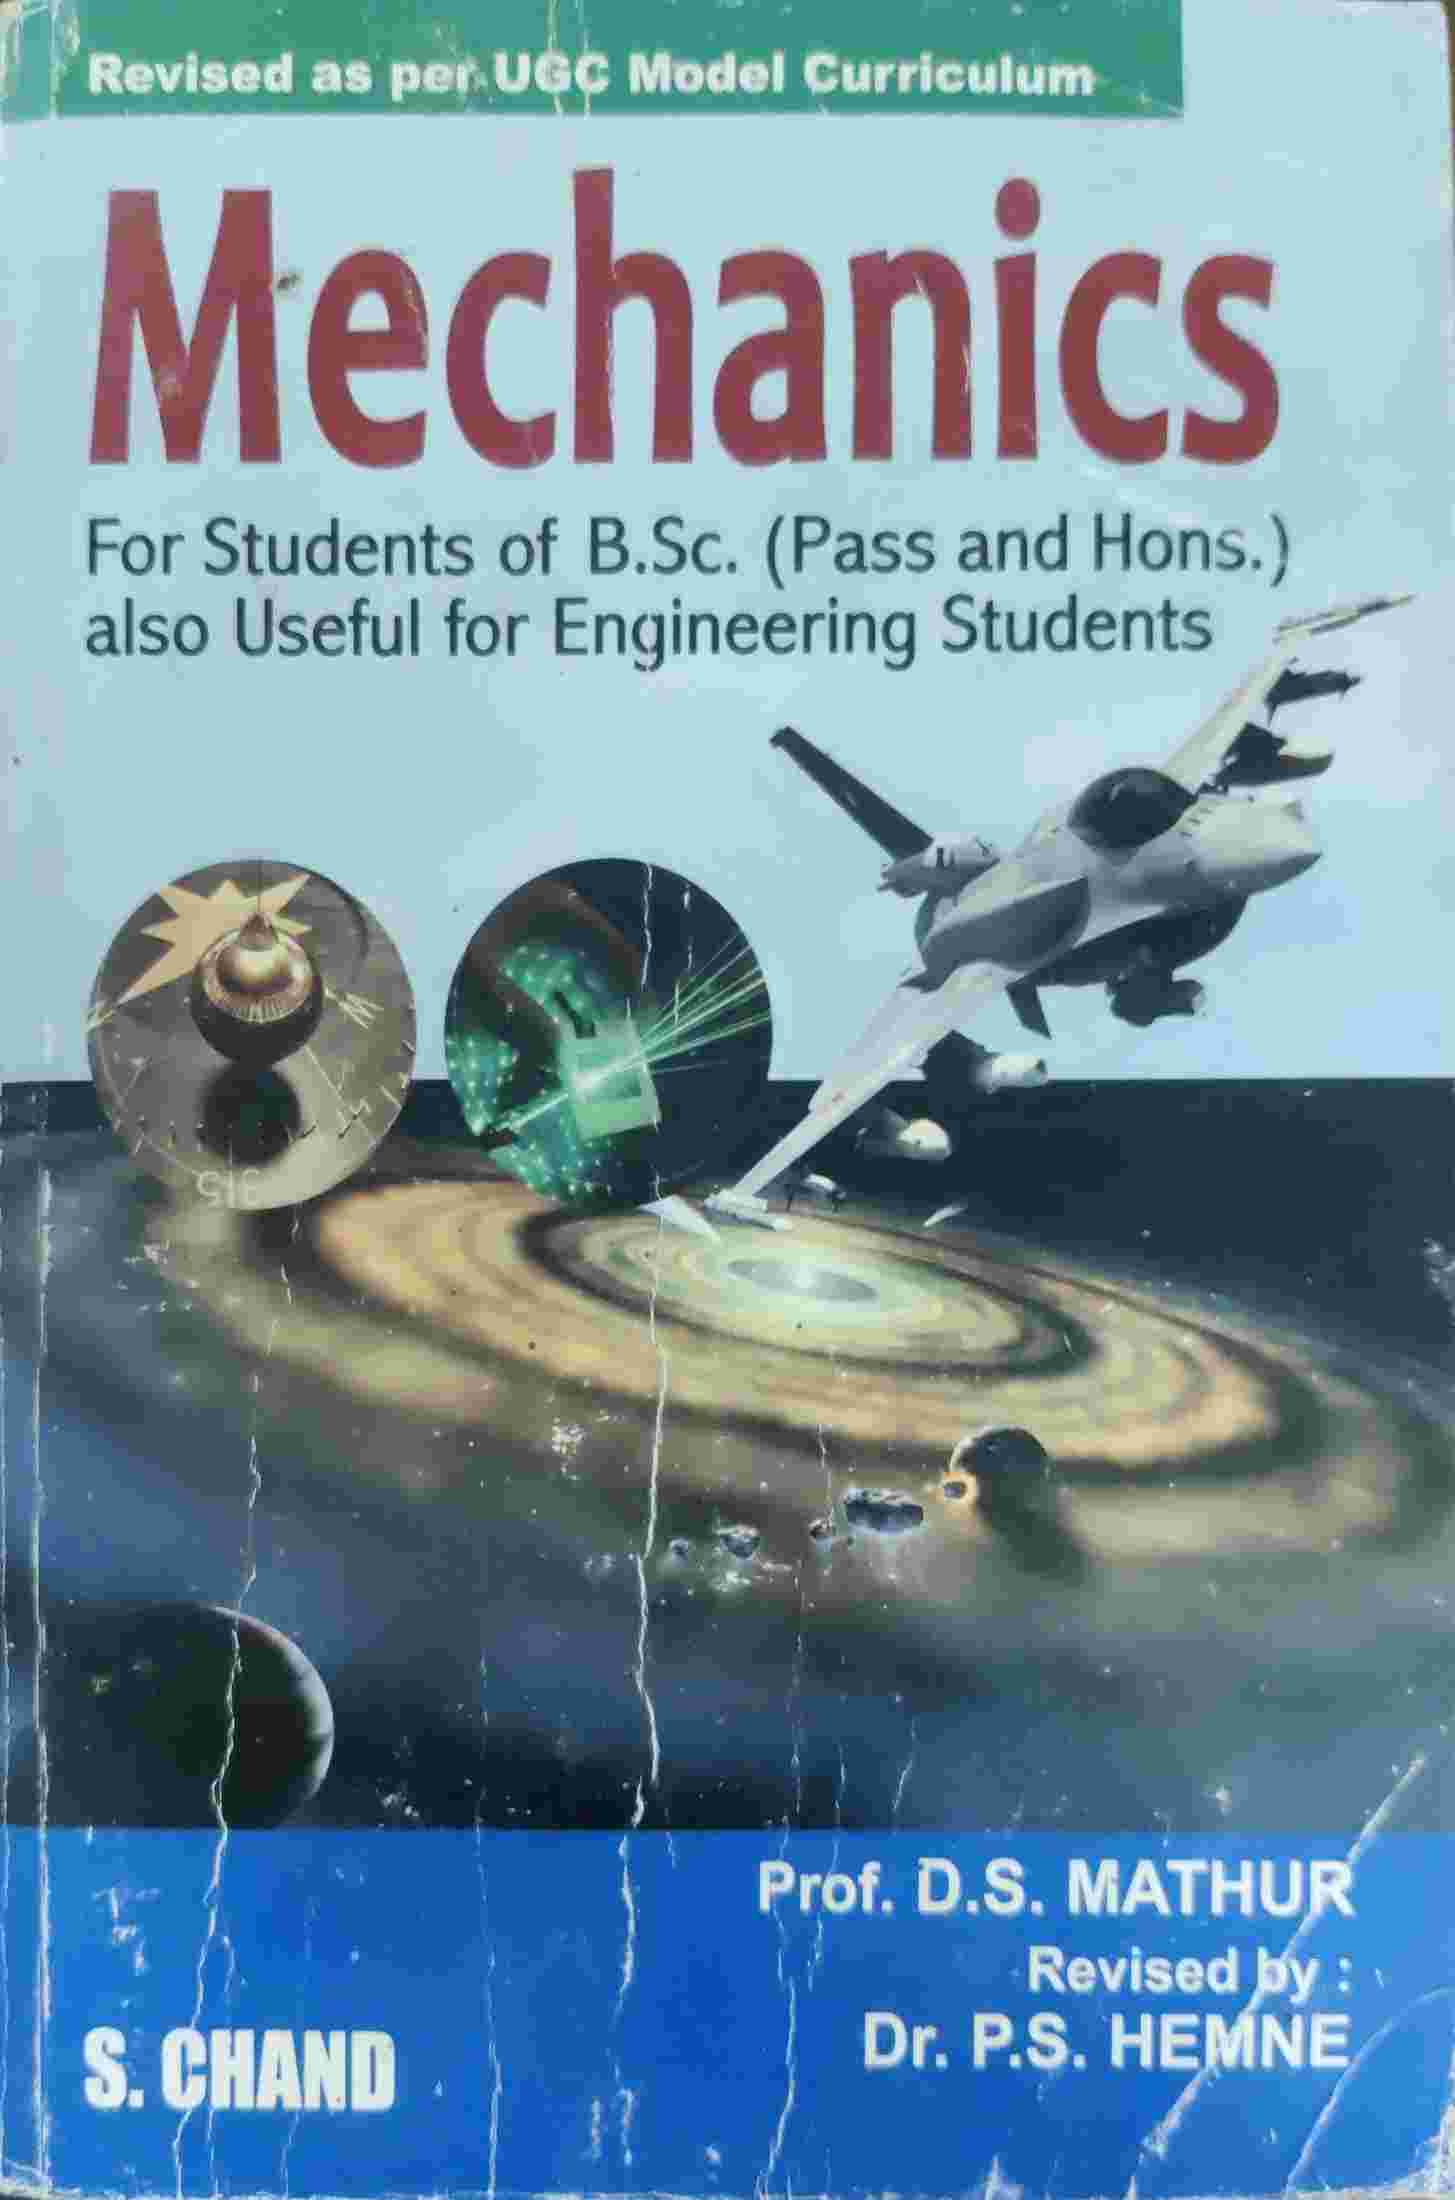 Revised as per UGC Model Curriculum
Mechanics
For Students of B.Sc. (Pass and Hons.)
also Useful for Engineering Students
W
315
Prof. D.S. MATHUR
Revised by :
Dr. P.S. HEMNE
S. CHAND